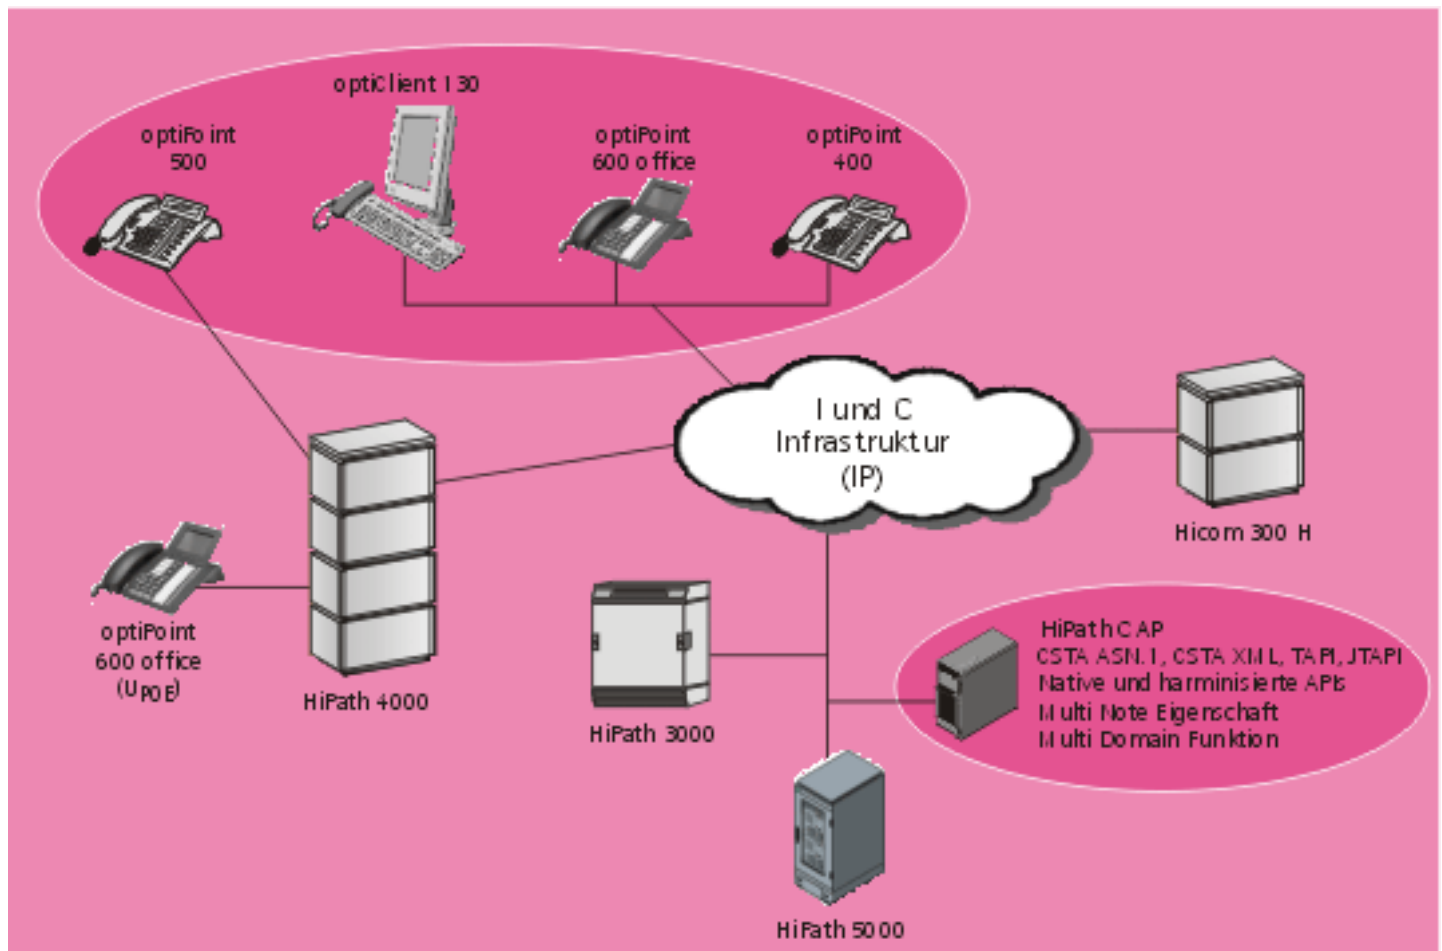 optiClient 130
optiPoint
500
optiPoint
600 office
optiPoint
400
I und C
Infrastruktur
(IP)
Hicom 300 H
optiPoint
600 office
(UP0E)
HiPath 4000
HiPath 3000
HiPath CAP
CSTA ASN.1, CSTA XML, TAPI, JTAPI
Native und harminisierte APIs
Multi Note Eigenschaft
Multi Domain Funktion
HiPath 5000